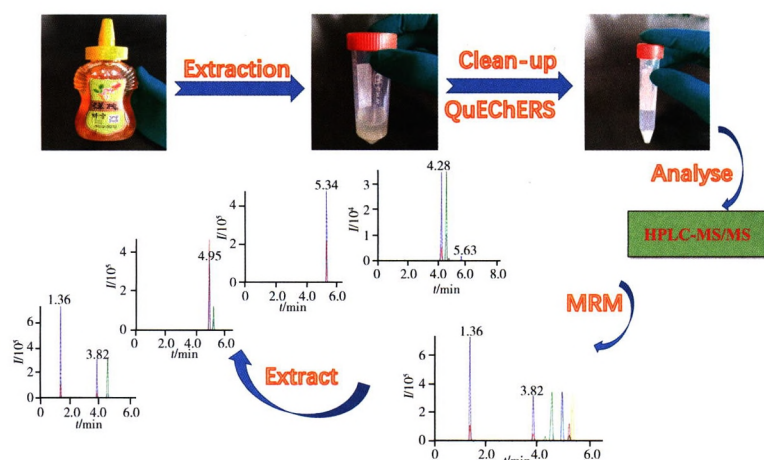 Extraction
Clean-up
QuEChERS
Analyse
HPLC-MS/MS
MRM
Extract
4.28
5.63
3
2
1
0
I/10⁴
0
2.0
4.0
6.0
8.0
t/min
5.34
4
2
0
I/10⁵
0
2.0
4.0
6.0
t/min
4.95
4
2
0
I/10⁵
0
2.0
4.0
6.0
t/min
1.36
3.82
6
4
2
0
I/10⁵
0
2.0
4.0
6.0
t/min
1.36
3.82
6
4
2
0
I/10⁵
0
2.0
4.0
6.0
t/min